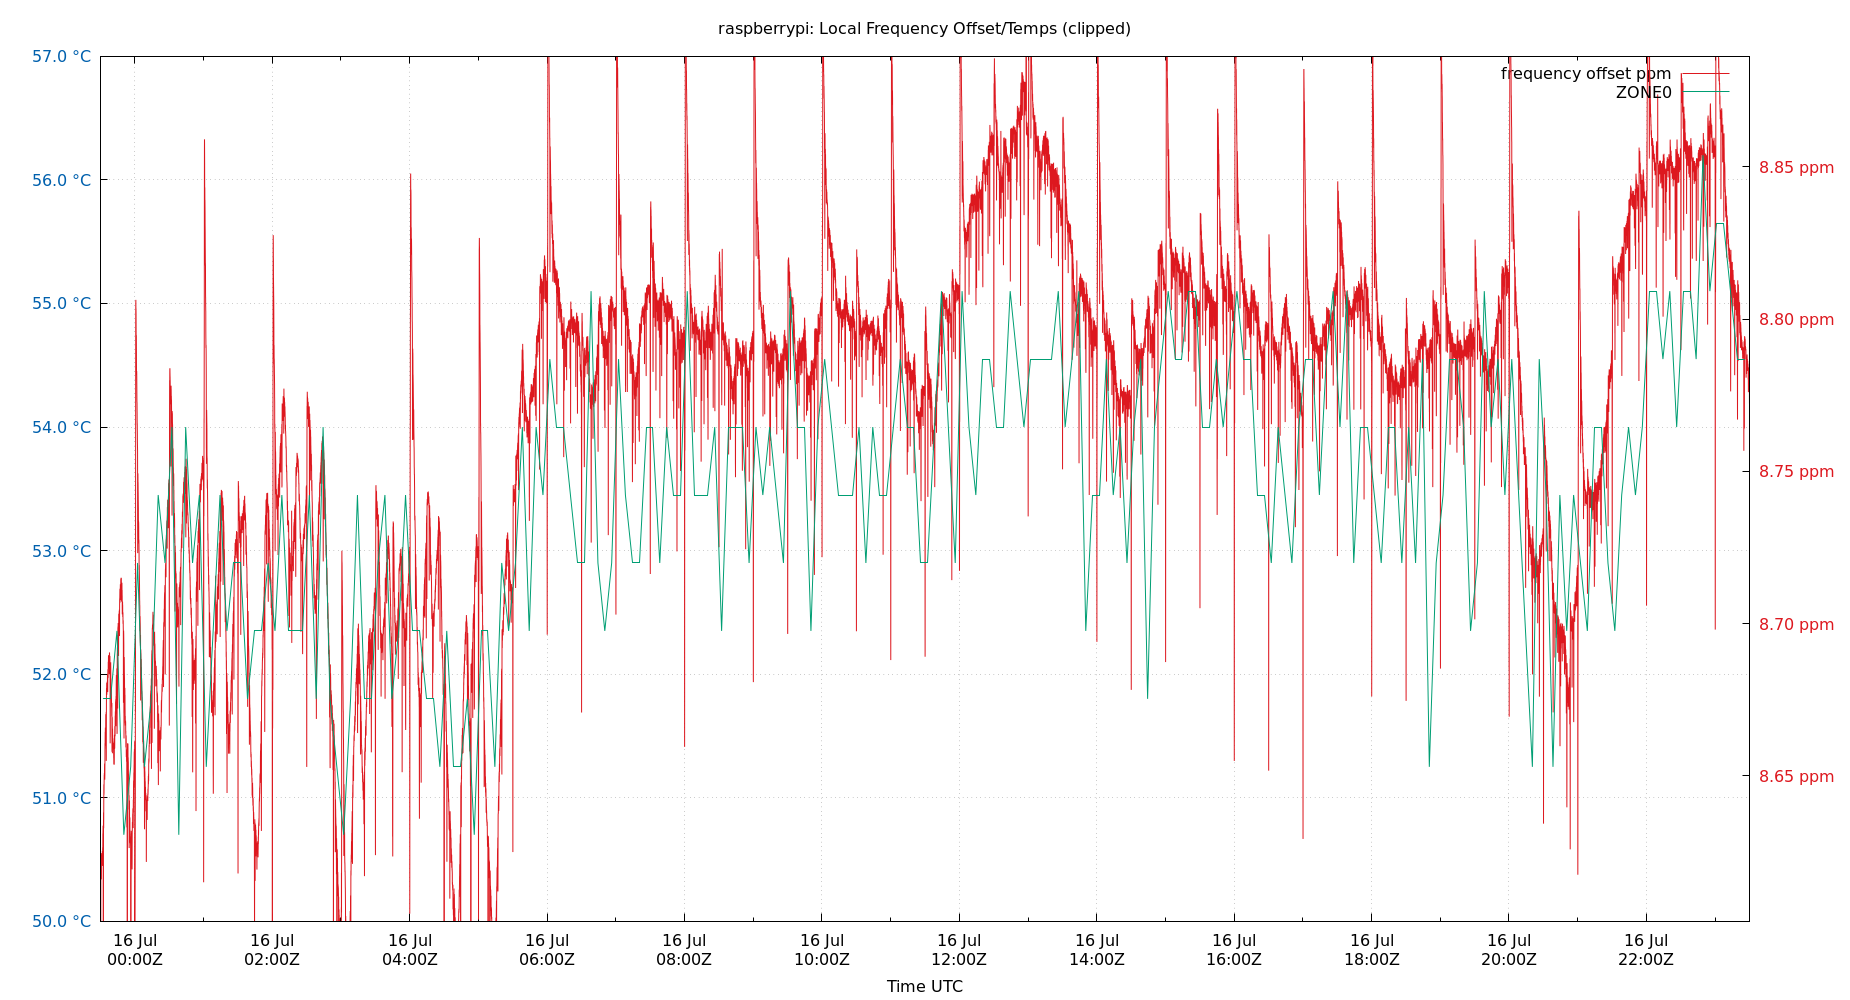 raspberrypi: Local Frequency Offset/Temps (clipped)
frequency offset ppm
ZONE0
57.0 °C
56.0 °C
55.0 °C
54.0 °C
53.0 °C
52.0 °C
51.0 °C
50.0 °C
8.85 ppm
8.80 ppm
8.75 ppm
8.70 ppm
8.65 ppm
16 Jul 16 Jul 16 Jul 16 Jul 16 Jul 16 Jul 16 Jul 16 Jul 16 Jul 16 Jul 16 Jul 16 Jul
00:00Z 02:00Z 04:00Z 06:00Z 08:00Z 10:00Z 12:00Z 14:00Z 16:00Z 18:00Z 20:00Z 22:00Z
Time UTC